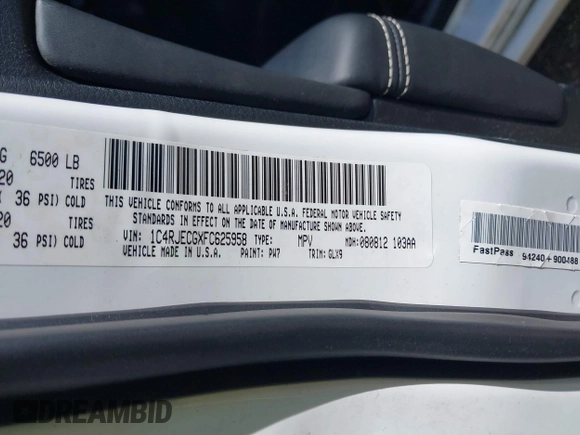 G 6500 LB
20 TIRES
36 PSI) COLD
20 TIRES
36 PSI) COLD
THIS VEHICLE CONFORMS TO ALL APPLICABLE U.S.A. FEDERAL MOTOR VEHICLE SAFETY
STANDARDS IN EFFECT ON THE DATE OF MANUFACTURE SHOWN ABOVE.
VIN: 1C4RJECGXFC625958 TYPE: MPV MDH: 080812 103AA
VEHICLE MADE IN U.S.A. PAINT: PW7 TRIM: GLX9
FastPass 54240+900488
DREAMBID